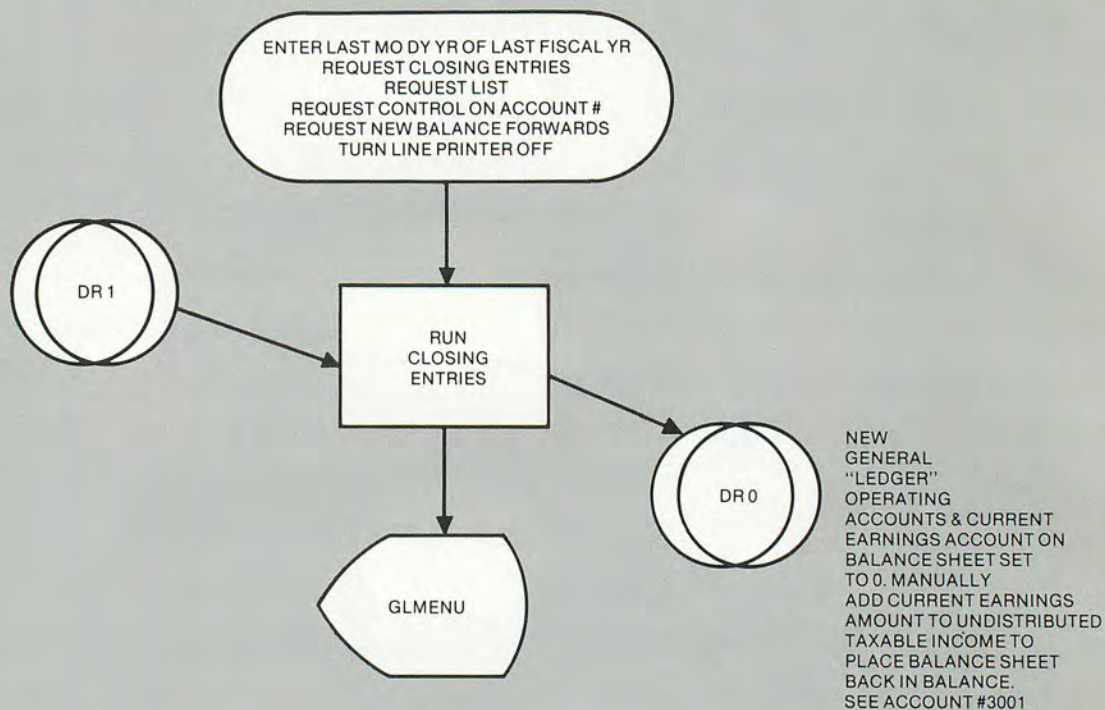 ENTER LAST MO DY YR OF LAST FISCAL YR
REQUEST CLOSING ENTRIES
REQUEST LIST
REQUEST CONTROL ON ACCOUNT #
REQUEST NEW BALANCE FORWARDS
TURN LINE PRINTER OFF
DR 1
RUN
CLOSING
ENTRIES
DR 0
GLMENU
NEW
GENERAL
"LEDGER"
OPERATING
ACCOUNTS & CURRENT
EARNINGS ACCOUNT ON
BALANCE SHEET SET
TO 0. MANUALLY
ADD CURRENT EARNINGS
AMOUNT TO UNDISTRIBUTED
TAXABLE INCOME TO
PLACE BALANCE SHEET
BACK IN BALANCE.
SEE ACCOUNT #3001